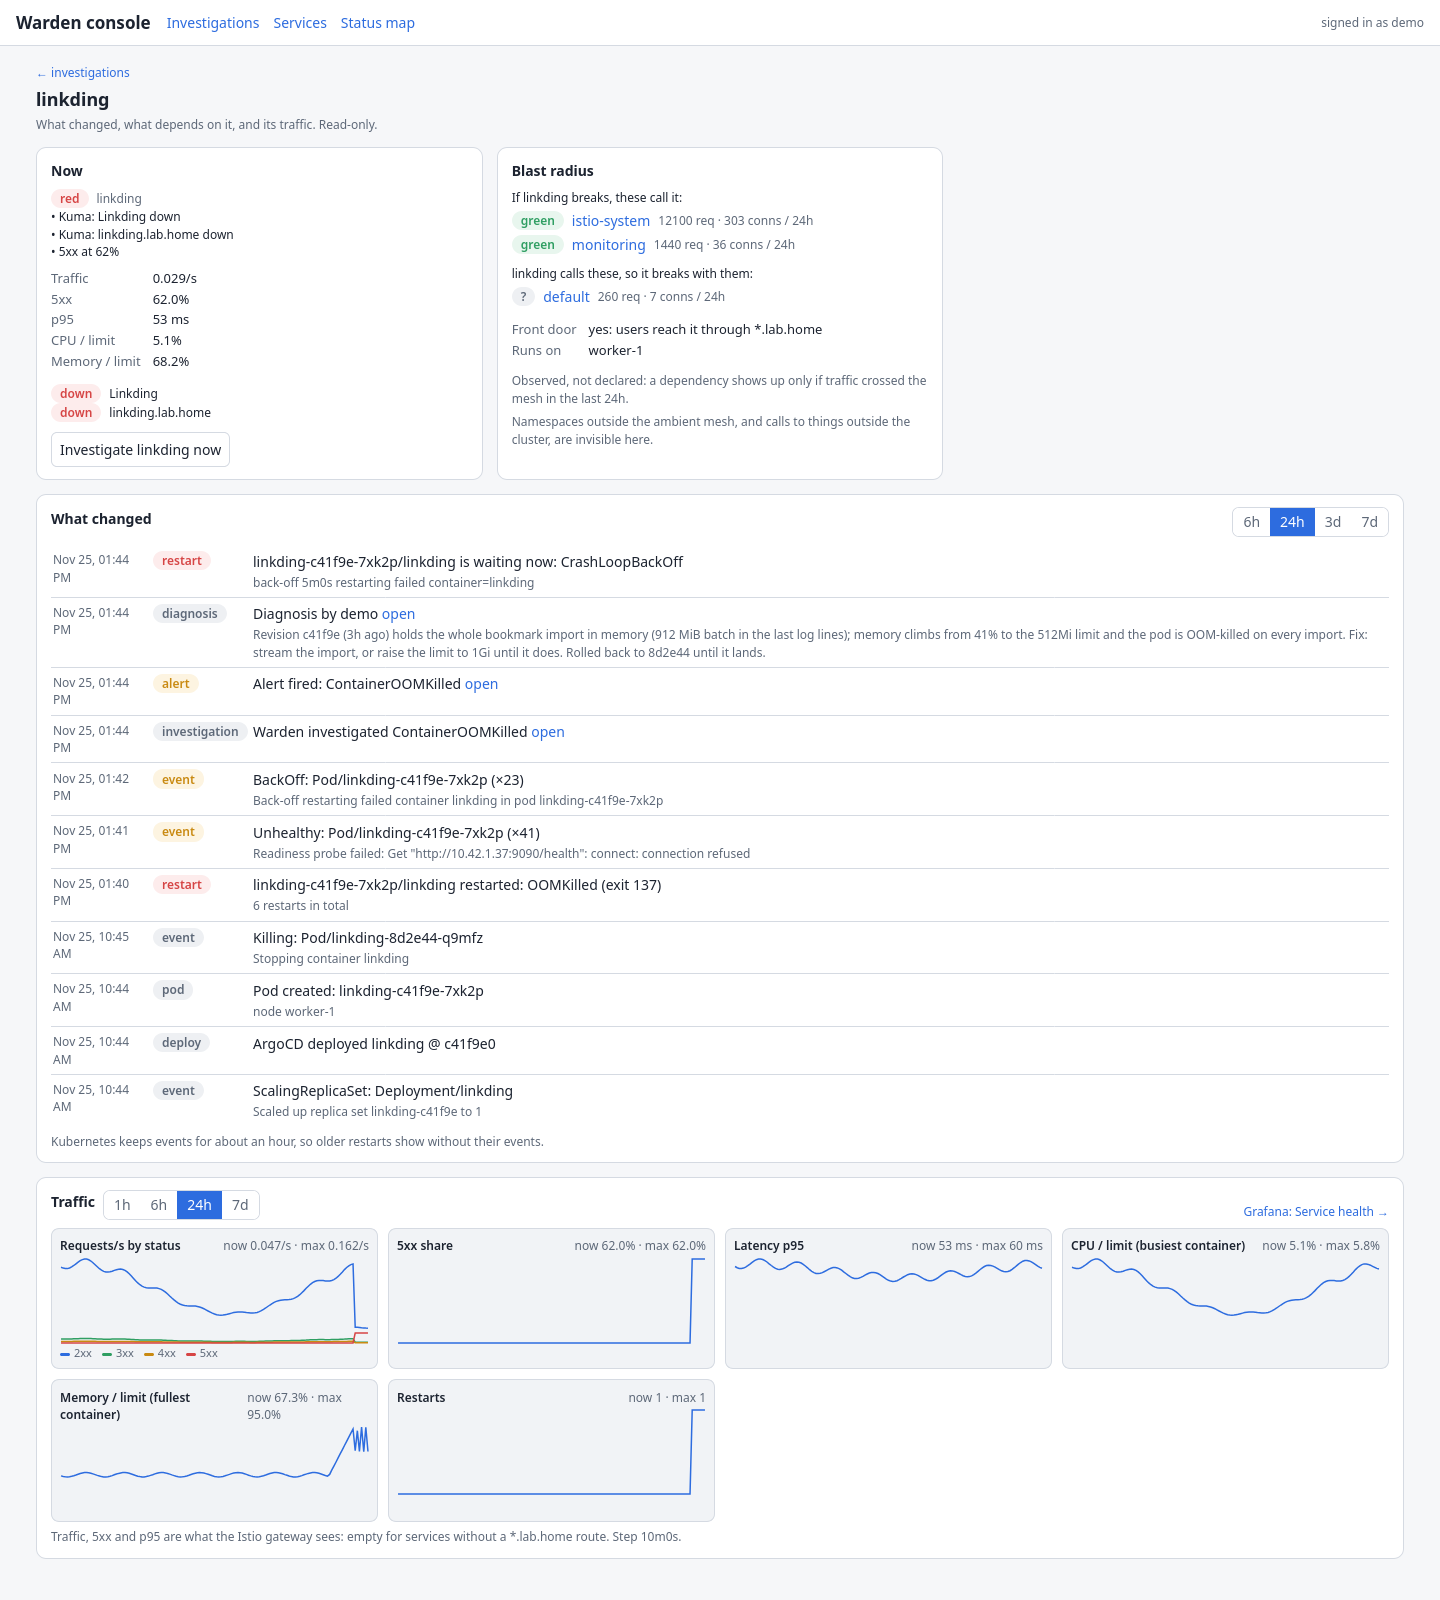 Warden console Investigations Services Status map signed in as demo
← investigations
linkding
What changed, what depends on it, and its traffic. Read-only.
Now
red linkding
• Kuma: Linkding down
• Kuma: linkding.lab.home down
• 5xx at 62%
Traffic 0.029/s
5xx 62.0%
p95 53 ms
CPU / limit 5.1%
Memory / limit 68.2%
down Linkding
down linkding.lab.home
Investigate linkding now
Blast radius
If linkding breaks, these call it:
green istio-system 12100 req · 303 conns / 24h
green monitoring 1440 req · 36 conns / 24h
linkding calls these, so it breaks with them:
? default 260 req · 7 conns / 24h
Front door yes: users reach it through *.lab.home
Runs on worker-1
Observed, not declared: a dependency shows up only if traffic crossed the
mesh in the last 24h.
Namespaces outside the ambient mesh, and calls to things outside the
cluster, are invisible here.
What changed 6h 24h 3d 7d
Nov 25, 01:44 PM restart linkding-c41f9e-7xk2p/linkding is waiting now: CrashLoopBackOff
back-off 5m0s restarting failed container=linkding
Nov 25, 01:44 PM diagnosis Diagnosis by demo open
Revision c41f9e (3h ago) holds the whole bookmark import in memory (912 MiB batch in the last log lines); memory climbs from 41% to the 512Mi limit and the pod is OOM-killed on every import. Fix:
stream the import, or raise the limit to 1Gi until it does. Rolled back to 8d2e44 until it lands.
Nov 25, 01:44 PM alert Alert fired: ContainerOOMKilled open
Nov 25, 01:44 PM investigation Warden investigated ContainerOOMKilled open
Nov 25, 01:42 PM event BackOff: Pod/linkding-c41f9e-7xk2p (×23)
Back-off restarting failed container linkding in pod linkding-c41f9e-7xk2p
Nov 25, 01:41 PM event Unhealthy: Pod/linkding-c41f9e-7xk2p (×41)
Readiness probe failed: Get "http://10.42.1.37:9090/health": connect: connection refused
Nov 25, 01:40 PM restart linkding-c41f9e-7xk2p/linkding restarted: OOMKilled (exit 137)
6 restarts in total
Nov 25, 10:45 AM event Killing: Pod/linkding-8d2e44-q9mfz
Stopping container linkding
Nov 25, 10:44 AM pod Pod created: linkding-c41f9e-7xk2p
node worker-1
Nov 25, 10:44 AM deploy ArgoCD deployed linkding @ c41f9e0
Nov 25, 10:44 AM event ScalingReplicaSet: Deployment/linkding
Scaled up replica set linkding-c41f9e to 1
Kubernetes keeps events for about an hour, so older restarts show without their events.
Traffic 1h 6h 24h 7d Grafana: Service health →
Requests/s by status now 0.047/s · max 0.162/s
2xx 3xx 4xx 5xx
5xx share now 62.0% · max 62.0%
Latency p95 now 53 ms · max 60 ms
CPU / limit (busiest container) now 5.1% · max 5.8%
Memory / limit (fullest container) now 67.3% · max 95.0%
Restarts now 1 · max 1
Traffic, 5xx and p95 are what the Istio gateway sees: empty for services without a *.lab.home route. Step 10m0s.